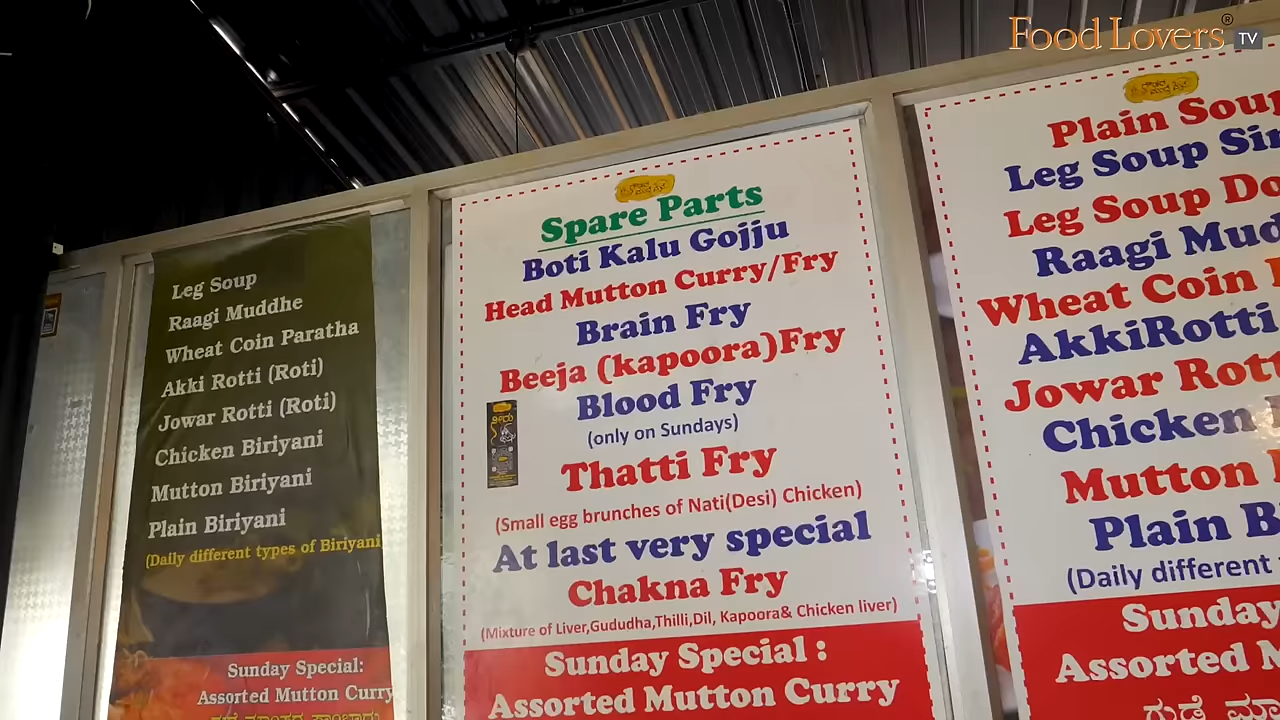 Food Lovers® TV
Leg Soup
Raagi Muddhe
Wheat Coin Paratha
Akki Rotti (Roti)
Jowar Rotti (Roti)
Chicken Biriyani
Mutton Biriyani
Plain Biriyani
(Daily different types of Biriyani
Sunday Special:
Assorted Mutton Curry
Spare Parts
Boti Kalu Gojju
Head Mutton Curry/Fry
Brain Fry
Beeja (kapoora)Fry
Blood Fry
(only on Sundays)
Thatti Fry
(Small egg brunches of Nati(Desi) Chicken)
At last very special
Chakna Fry
(Mixture of Liver,Gududha,Thilli,Dil, Kapoora& Chicken liver)
Sunday Special :
Assorted Mutton Curry
Plain Soup
Leg Soup Sin
Leg Soup Do
Raagi Mud
Wheat Coin
AkkiRotti
Jowar Rott
Chicken
Mutton
Plain B
(Daily different
Sunday
Assorted M
ಗುಡ್ಡೆ ಮಾ